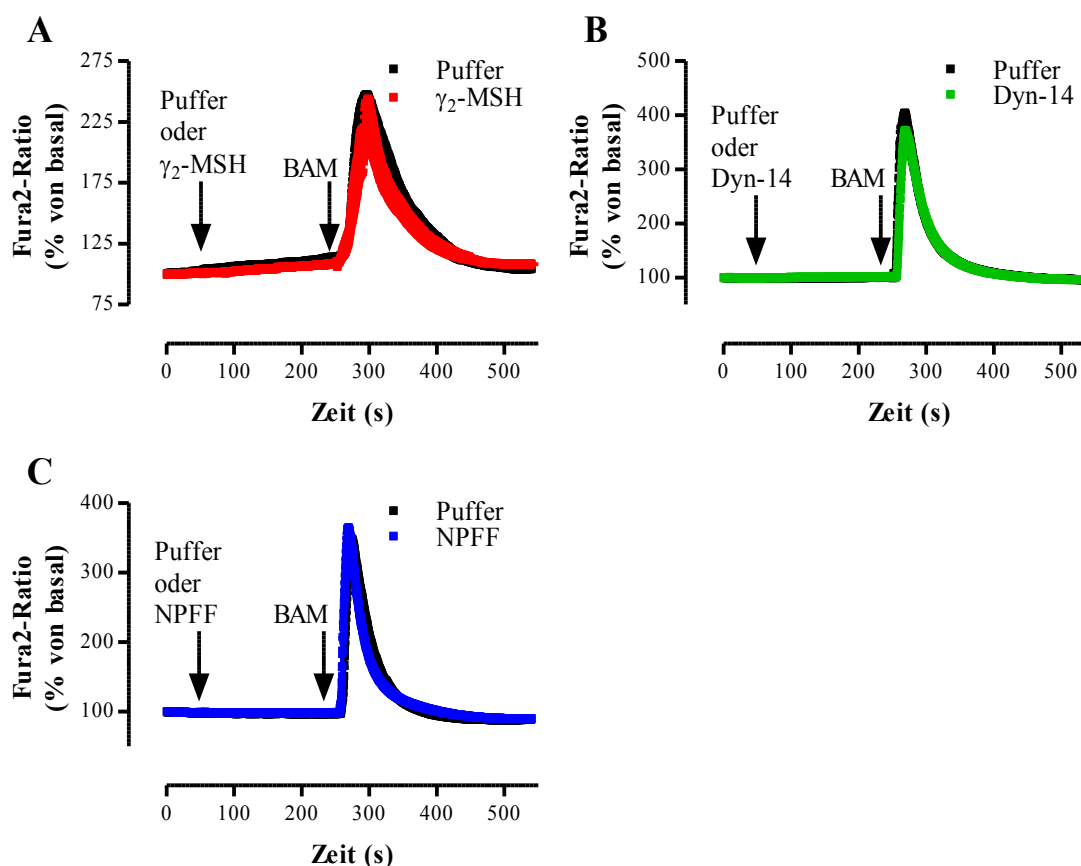 A
Fura2-Ratio
(% von basal)
275
225
175
125
75
Puffer
γ₂-MSH
Puffer
oder
γ₂-MSH
BAM
0 100 200 300 400 500
Zeit (s)
B
Fura2-Ratio
(% von basal)
500
400
300
200
100
Puffer
Dyn-14
Puffer
oder
Dyn-14
BAM
0 100 200 300 400 500
Zeit (s)
C
Fura2-Ratio
(% von basal)
400
300
200
100
Puffer
NPFF
Puffer
oder
NPFF
BAM
0 100 200 300 400 500
Zeit (s)